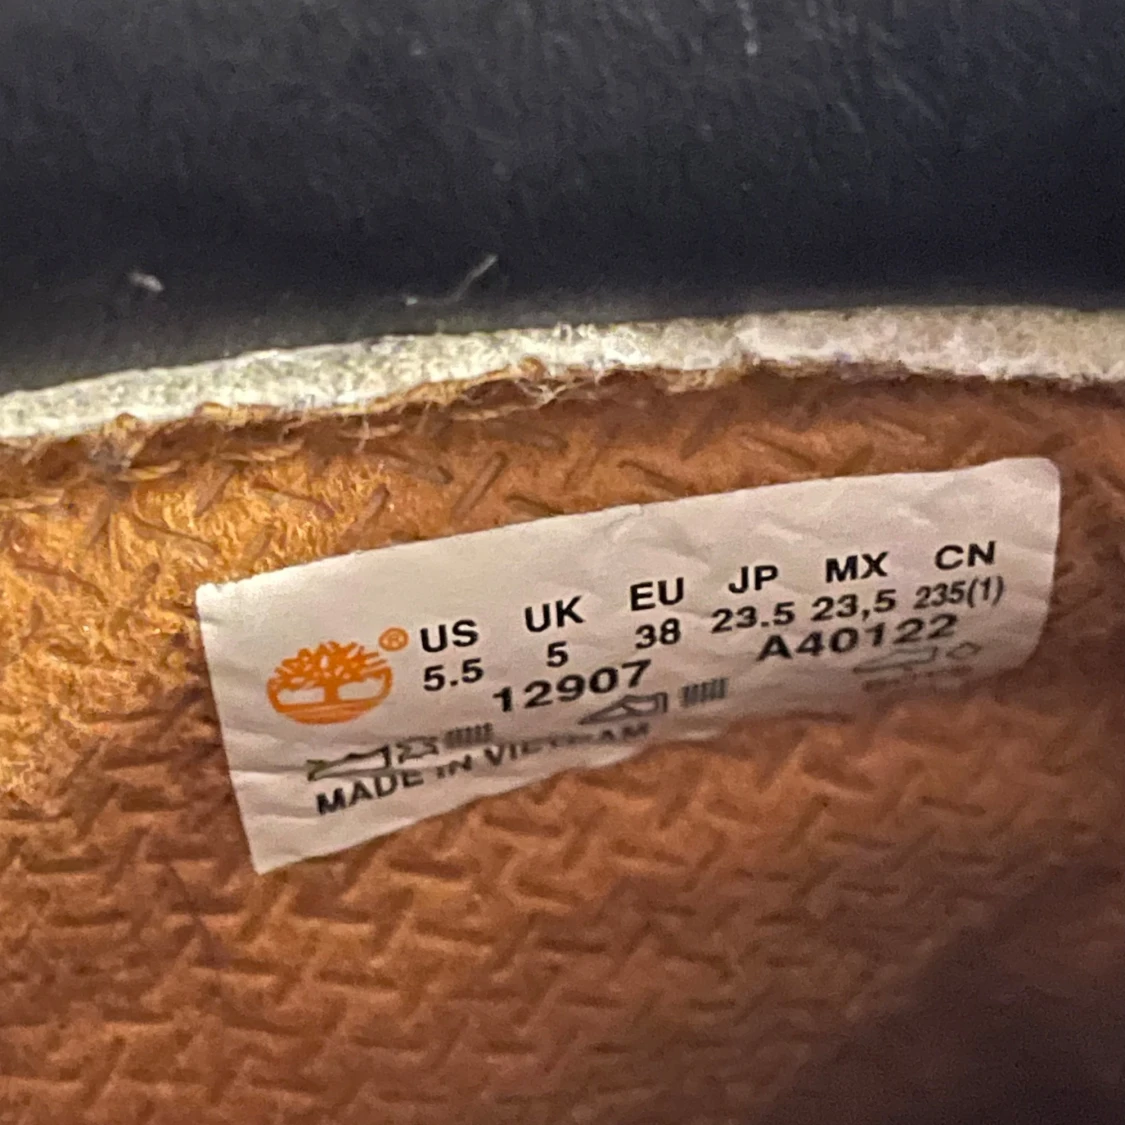 ® US UK EU JP MX CN
5.5 5 38 23.5 23,5 235(1)
12907 A40122
MADE IN VIETNAM